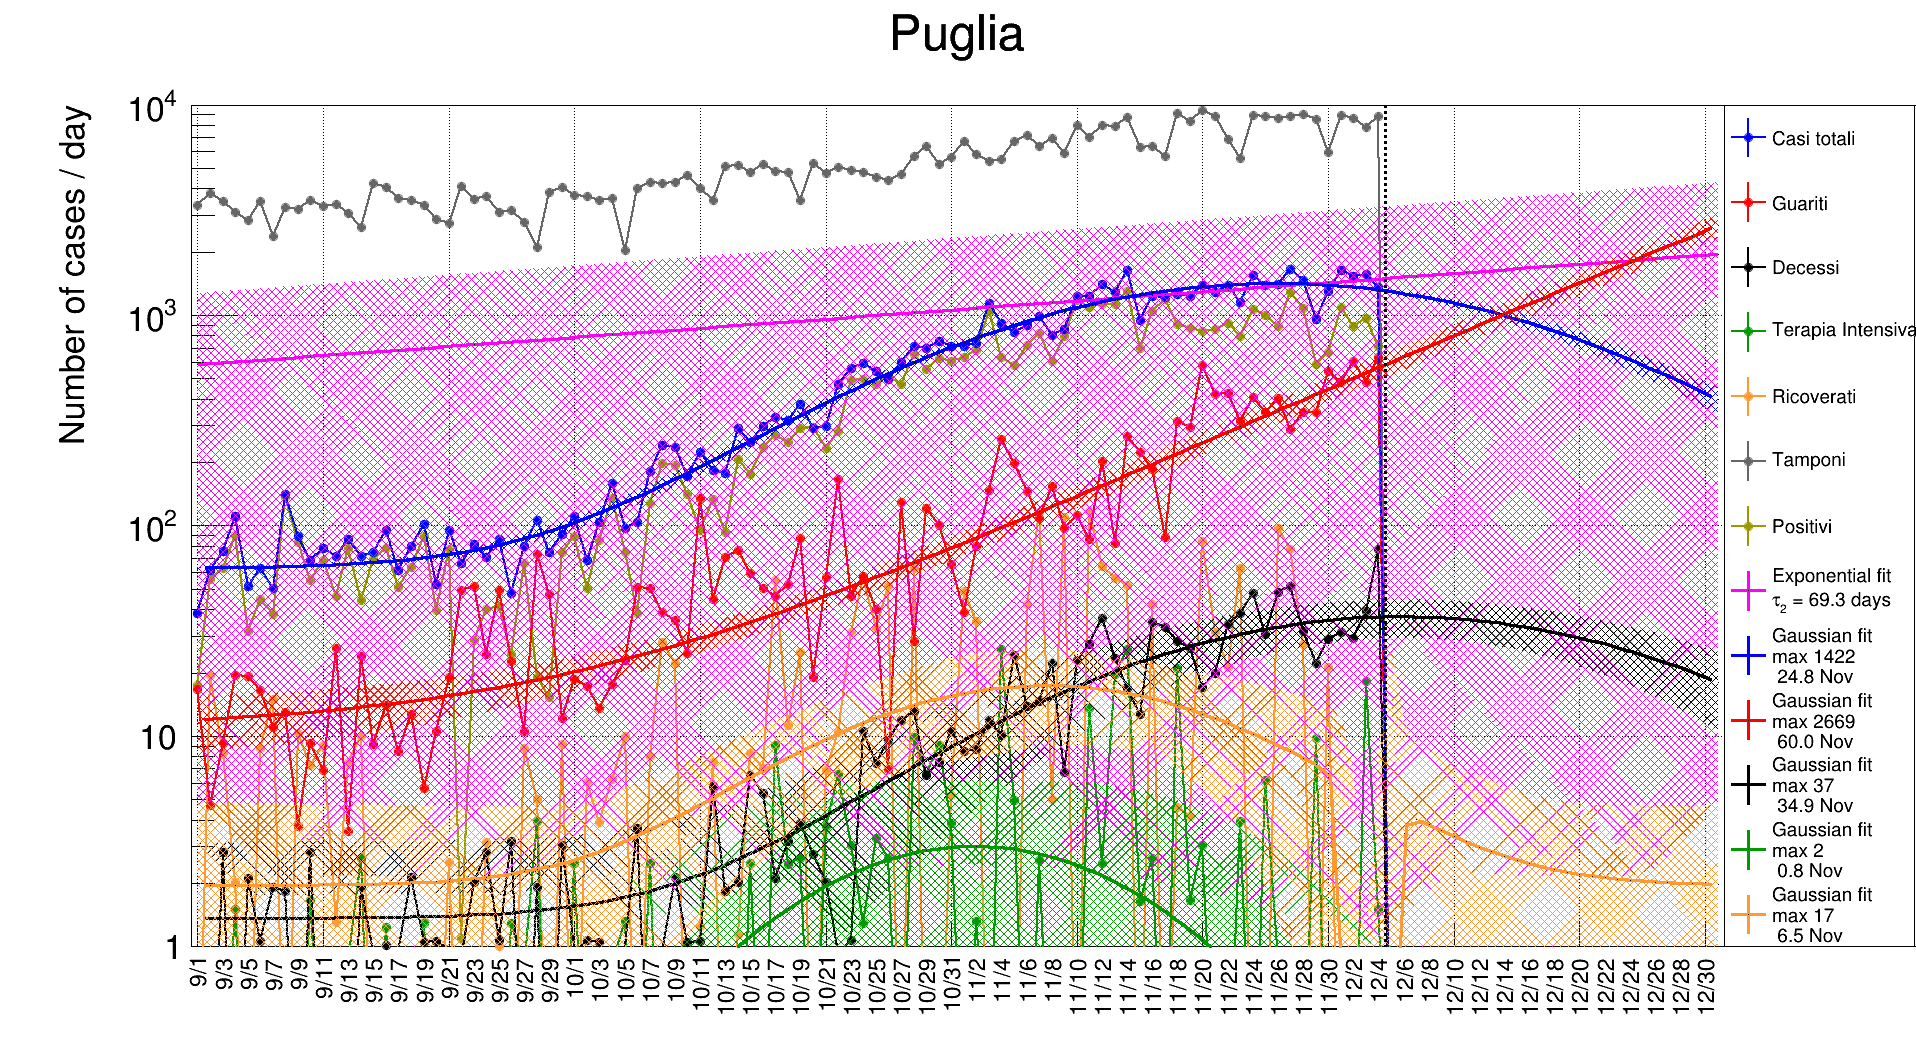 Puglia
Number of cases / day
10^4
10^3
10^2
10
1
9/1
9/3
9/5
9/7
9/9
9/11
9/13
9/15
9/17
9/19
9/21
9/23
9/25
9/27
9/29
10/1
10/3
10/5
10/7
10/9
10/11
10/13
10/15
10/17
10/19
10/21
10/23
10/25
10/27
10/29
10/31
11/2
11/4
11/6
11/8
11/10
11/12
11/14
11/16
11/18
11/20
11/22
11/24
11/26
11/28
11/30
12/2
12/4
12/6
12/8
12/10
12/12
12/14
12/16
12/18
12/20
12/22
12/24
12/26
12/28
12/30
Casi totali
Guariti
Decessi
Terapia Intensiva
Ricoverati
Tamponi
Positivi
Exponential fit
τ2 = 69.3 days
Gaussian fit
max 1422
24.8 Nov
Gaussian fit
max 2669
60.0 Nov
Gaussian fit
max 37
34.9 Nov
Gaussian fit
max 2
0.8 Nov
Gaussian fit
max 17
6.5 Nov